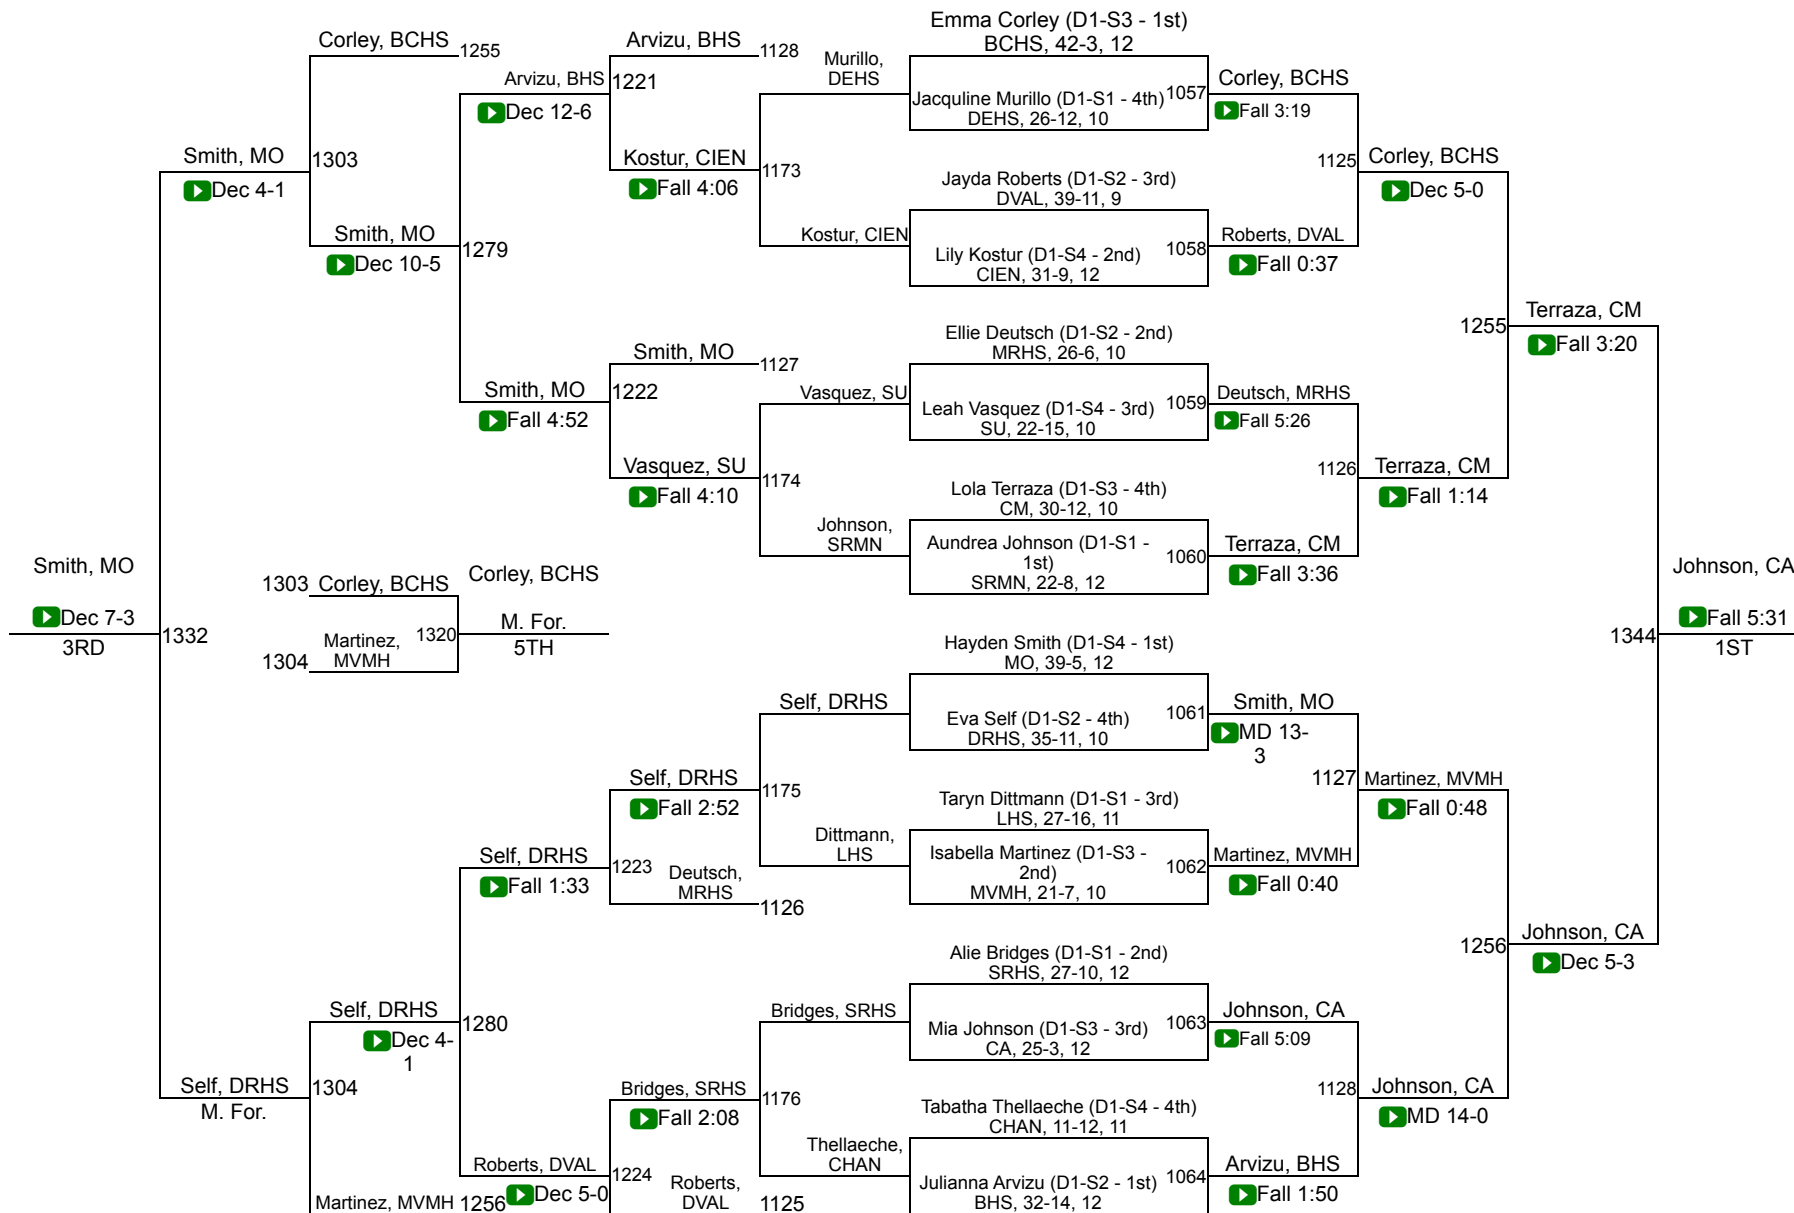 Emma Corley (D1-S3 - 1st)
BCHS, 42-3, 12
Corley, BCHS
1255
Arvizu, BHS
1128
Murillo,
DEHS
Arvizu, BHS
1221
Dec 12-6
Jacquline Murillo (D1-S1 - 4th)
DEHS, 26-12, 10
1057
Corley, BCHS
Fall 3:19
Smith, MO
Dec 4-1
1303
Kostur, CIEN
Fall 4:06
1173
Jayda Roberts (D1-S2 - 3rd)
DVAL, 39-11, 9
1125
Corley, BCHS
Dec 5-0
Smith, MO
Dec 10-5
1279
Kostur, CIEN
Lily Kostur (D1-S4 - 2nd)
CIEN, 31-9, 12
1058
Roberts, DVAL
Fall 0:37
Ellie Deutsch (D1-S2 - 2nd)
MRHS, 26-6, 10
1255
Terraza, CM
Fall 3:20
Smith, MO
1127
Smith, MO
Fall 4:52
1222
Vasquez, SU
Leah Vasquez (D1-S4 - 3rd)
SU, 22-15, 10
1059
Deutsch, MRHS
Fall 5:26
Vasquez, SU
Fall 4:10
1174
Lola Terraza (D1-S3 - 4th)
CM, 30-12, 10
1126
Terraza, CM
Fall 1:14
Johnson,
SRMN
Aundrea Johnson (D1-S1 -
1st)
SRMN, 22-8, 12
1060
Terraza, CM
Fall 3:36
Smith, MO
Dec 7-3
3RD
1332
1303
Corley, BCHS
1304
Martinez,
MVMH
1320
Corley, BCHS
M. For.
5TH
Johnson, CA
Fall 5:31
1ST
1344
Hayden Smith (D1-S4 - 1st)
MO, 39-5, 12
Self, DRHS
Eva Self (D1-S2 - 4th)
DRHS, 35-11, 10
1061
Smith, MO
MD 13-
3
Self, DRHS
Fall 2:52
1175
Taryn Dittmann (D1-S1 - 3rd)
LHS, 27-16, 11
1127
Martinez, MVMH
Fall 0:48
Self, DRHS
Fall 1:33
1223
Deutsch,
MRHS
1126
Dittmann,
LHS
Isabella Martinez (D1-S3 -
2nd)
MVMH, 21-7, 10
1062
Martinez, MVMH
Fall 0:40
Alie Bridges (D1-S1 - 2nd)
SRHS, 27-10, 12
1256
Johnson, CA
Dec 5-3
Self, DRHS
Dec 4-
1
1280
Bridges, SRHS
Mia Johnson (D1-S3 - 3rd)
CA, 25-3, 12
1063
Johnson, CA
Fall 5:09
Self, DRHS
M. For.
1304
Bridges, SRHS
Fall 2:08
1176
Tabatha Thellaeche (D1-S4 - 4th)
CHAN, 11-12, 11
1128
Johnson, CA
MD 14-0
Roberts, DVAL
Dec 5-0
1224
Roberts,
DVAL
1125
Thellaeche,
CHAN
Julianna Arvizu (D1-S2 - 1st)
BHS, 32-14, 12
1064
Arvizu, BHS
Fall 1:50
Martinez, MVMH
1256